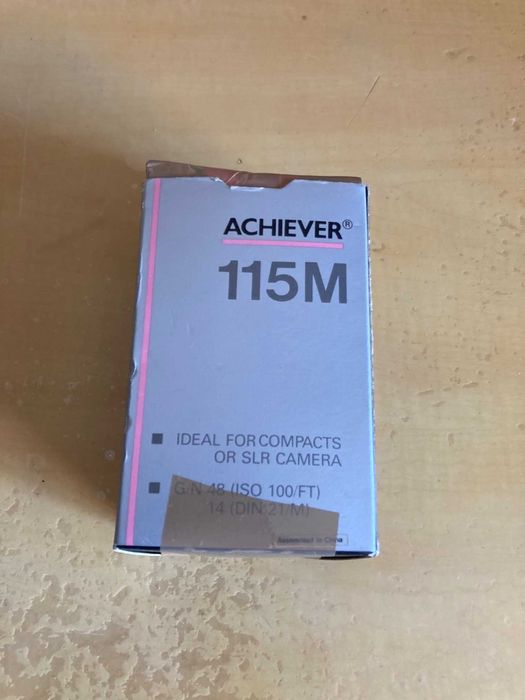 ACHIEVER®
115M
■ IDEAL FOR COMPACTS
OR SLR CAMERA
■ G/N 48 (ISO 100/FT)
14 (DIN 21/M)
Assembled in China